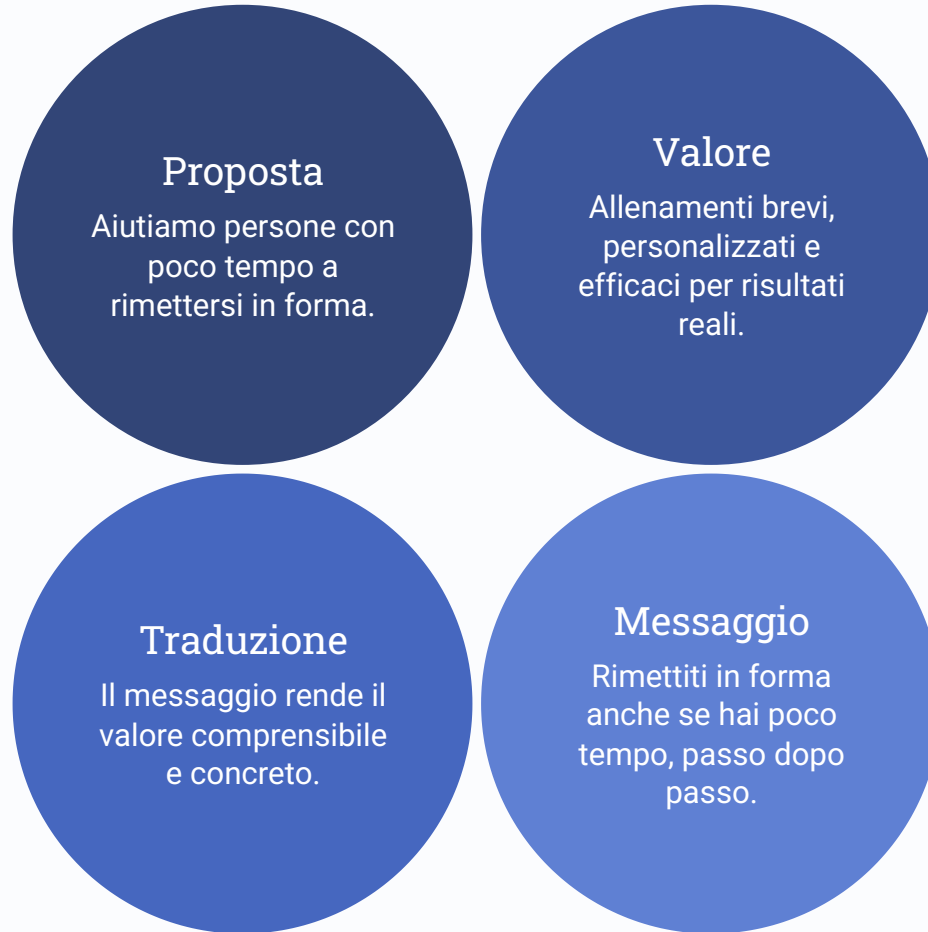 Proposta
Aiutiamo persone con
poco tempo a
rimettersi in forma.
Valore
Allenamenti brevi,
personalizzati e
efficaci per risultati
reali.
Traduzione
Il messaggio rende il
valore comprensibile
e concreto.
Messaggio
Rimettiti in forma
anche se hai poco
tempo, passo dopo
passo.